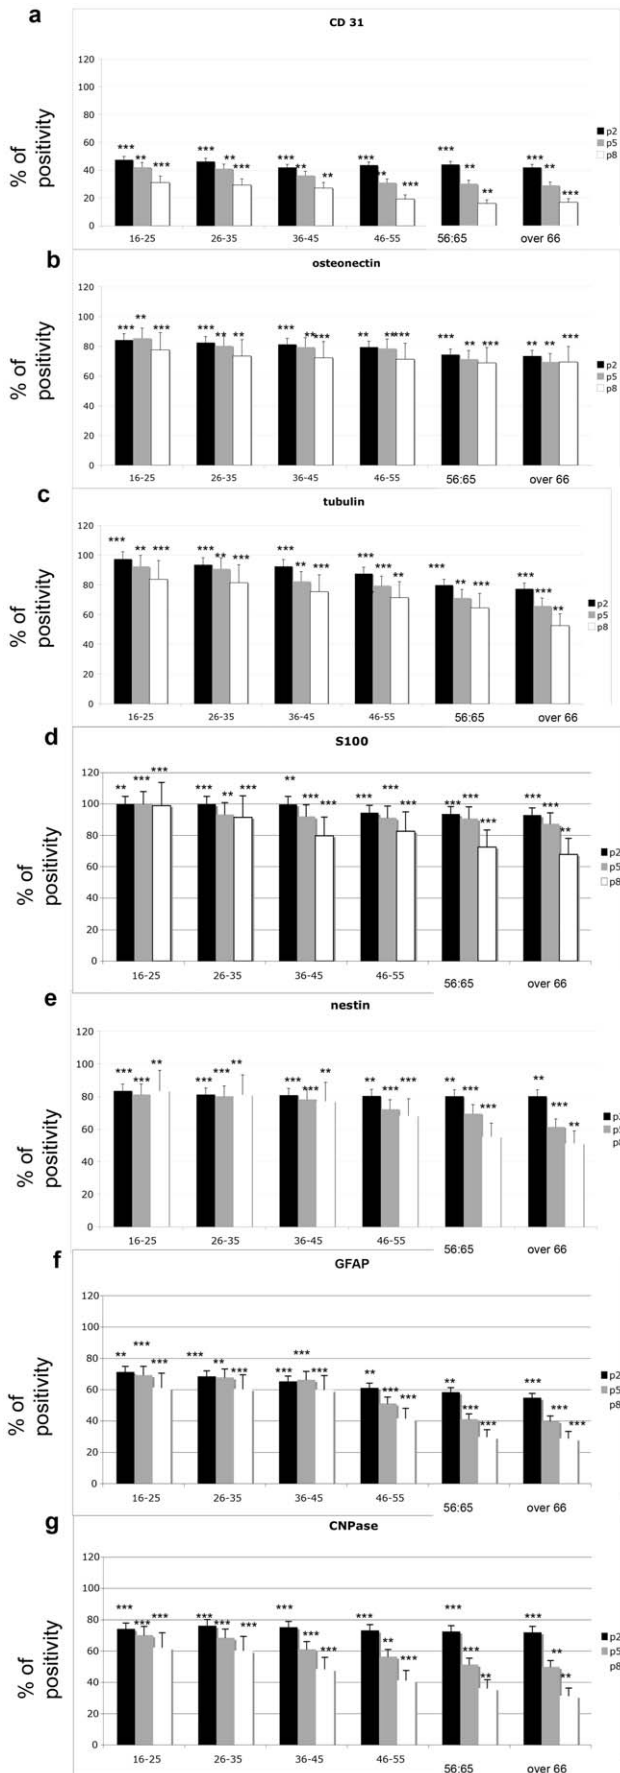 a
CD 31
120
100
80
60
40
20
0
% of
positivity
*** ** *** *** ** *** *** ** ** *** ** *** *** ** ** *** ** ***
p2
p5
p8
16-25 26-35 36-45 46-55 56:65 over 66
b
osteonectin
120
100
80
60
40
20
0
% of
positivity
*** ** *** *** ** ** *** ** *** ** ** *** *** ** *** ** ** ***
p2
p5
p8
16-25 26-35 36-45 46-55 56:65 over 66
c
tubulin
120
100
80
60
40
20
0
% of
positivity
*** ** *** *** ** *** *** ** *** *** *** ** *** ** *** *** *** **
p2
p5
p8
16-25 26-35 36-45 46-55 56:65 over 66
d
S100
120
100
80
60
40
20
0
% of
positivity
** *** *** *** ** *** ** *** *** *** *** *** *** *** *** *** *** **
p2
p5
p8
16-25 26-35 36-45 46-55 56:65 over 66
e
nestin
120
100
80
60
40
20
0
% of
positivity
*** *** ** *** *** ** *** *** ** ** *** *** ** *** *** ** *** **
p8
16-25 26-35 36-45 46-55 56:65 over 66
f
GFAP
120
100
80
60
40
20
0
% of
positivity
** *** *** *** ** *** *** *** *** ** *** *** ** *** *** *** *** ***
p2
p5
p8
16-25 26-35 36-45 46-55 56:65 over 66
g
CNPase
120
100
80
60
40
20
0
% of
positivity
*** *** *** *** *** *** *** *** *** *** ** *** *** *** ** *** ** **
p2
p5
p8
16-25 26-35 36-45 46-55 56:65 over 66